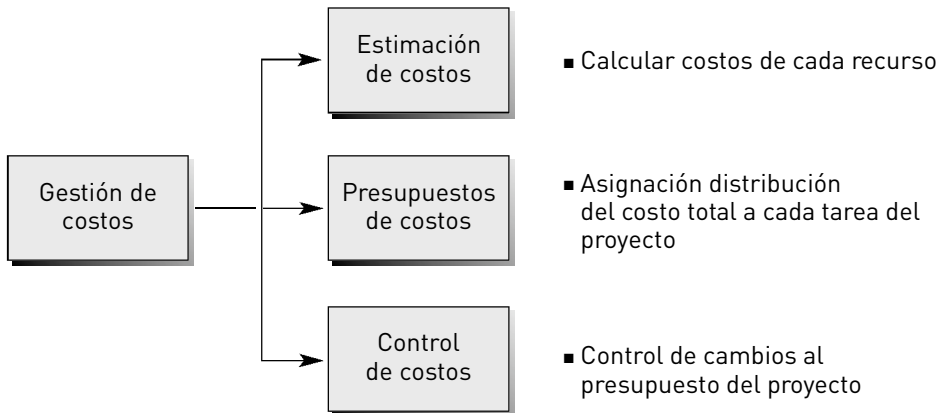 Estimación
de costos
■ Calcular costos de cada recurso
Gestión de
costos
Presupuestos
de costos
■ Asignación distribución
del costo total a cada tarea del
proyecto
Control
de costos
■ Control de cambios al
presupuesto del proyecto